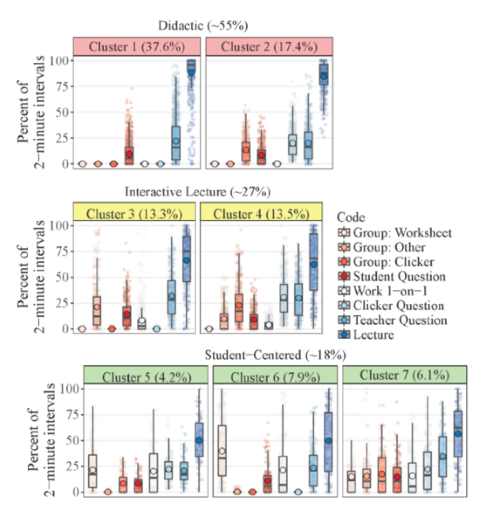 Didactic (~55%)
Cluster 1 (37.6%)
Cluster 2 (17.4%)
Percent of
2−minute intervals
100
75
50
25
0
Interactive Lecture (~27%)
Cluster 3 (13.3%)
Cluster 4 (13.5%)
Percent of
2−minute intervals
100
75
50
25
0
Code
Group: Worksheet
Group: Other
Group: Clicker
Student Question
Work 1−on−1
Clicker Question
Teacher Question
Lecture
Student−Centered (~18%)
Cluster 5 (4.2%)
Cluster 6 (7.9%)
Cluster 7 (6.1%)
Percent of
2−minute intervals
100
75
50
25
0